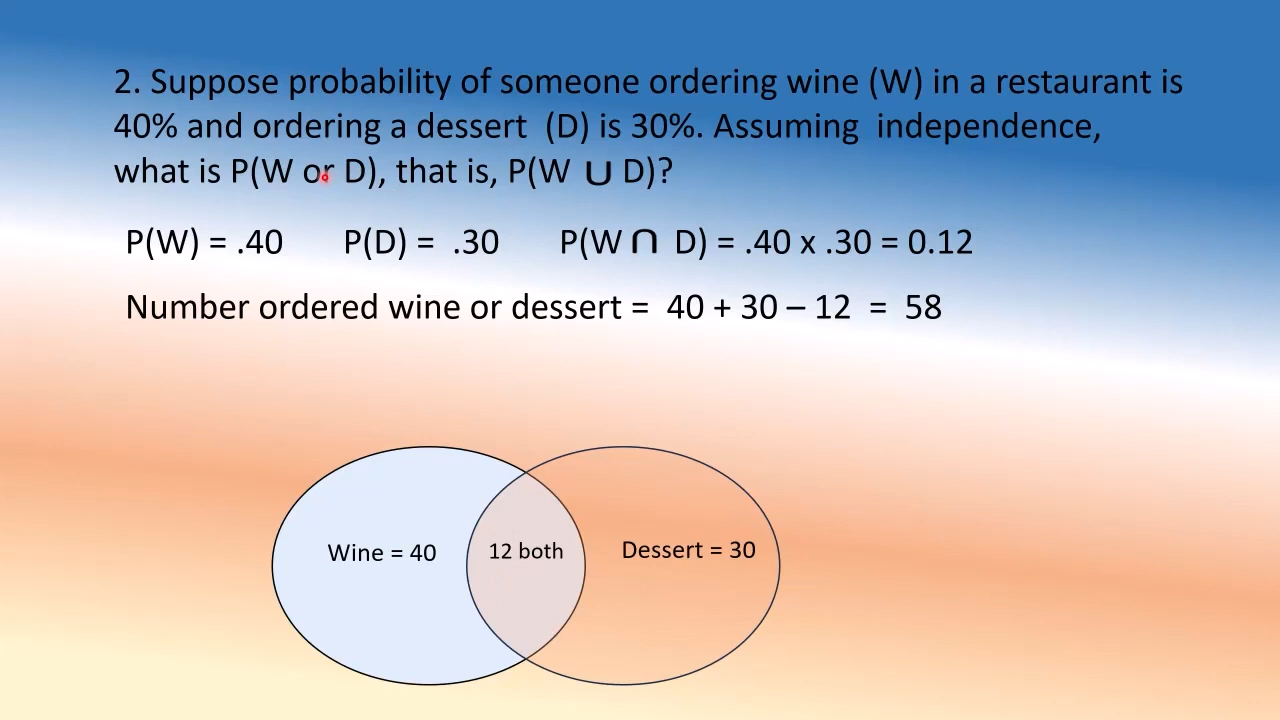 2. Suppose probability of someone ordering wine (W) in a restaurant is
40% and ordering a dessert (D) is 30%. Assuming independence,
what is P(W or D), that is, P(W ∪ D)?
P(W) = .40 P(D) = .30 P(W ∩ D) = .40 x .30 = 0.12
Number ordered wine or dessert = 40 + 30 – 12 = 58
Wine = 40 12 both Dessert = 30